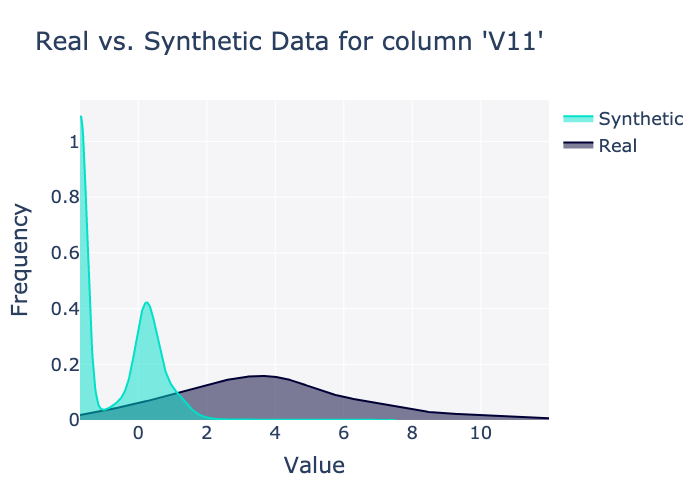 Real vs. Synthetic Data for column 'V11'
Synthetic
Real
Frequency
1
0.8
0.6
0.4
0.2
0
0 2 4 6 8 10
Value